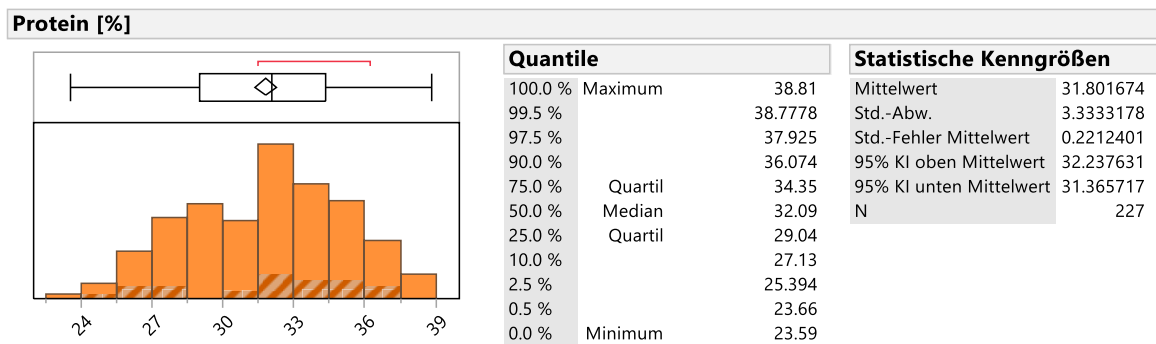 Protein [%]
24 27 30 33 36 39
Quantile
100.0 % Maximum 38.81
99.5 % 38.7778
97.5 % 37.925
90.0 % 36.074
75.0 % Quartil 34.35
50.0 % Median 32.09
25.0 % Quartil 29.04
10.0 % 27.13
2.5 % 25.394
0.5 % 23.66
0.0 % Minimum 23.59
Statistische Kenngrößen
Mittelwert 31.801674
Std.-Abw. 3.3333178
Std.-Fehler Mittelwert 0.2212401
95% KI oben Mittelwert 32.237631
95% KI unten Mittelwert 31.365717
N 227